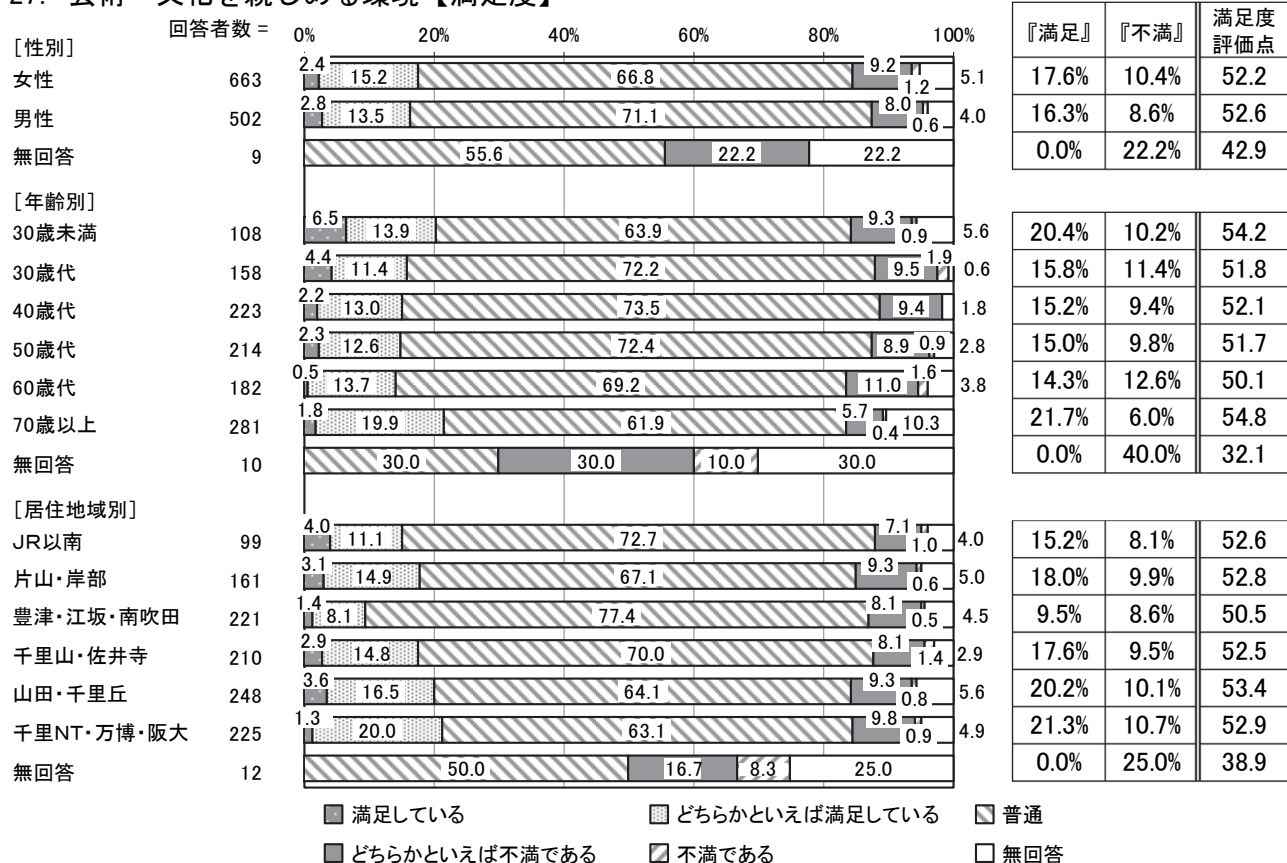 27. 芸術・文化を親しめる環境【満足度】
回答者数 = 0% 20% 40% 60% 80% 100% 『満足』 『不満』 満足度評価点
[性別]
女性 663 2.4 15.2 66.8 9.2 1.2 5.1 17.6% 10.4% 52.2
男性 502 2.8 13.5 71.1 8.0 0.6 4.0 16.3% 8.6% 52.6
無回答 9 55.6 22.2 22.2 0.0% 22.2% 42.9
[年齢別]
30歳未満 108 6.5 13.9 63.9 9.3 0.9 5.6 20.4% 10.2% 54.2
30歳代 158 4.4 11.4 72.2 9.5 1.9 0.6 15.8% 11.4% 51.8
40歳代 223 2.2 13.0 73.5 9.4 1.8 15.2% 9.4% 52.1
50歳代 214 2.3 12.6 72.4 8.9 0.9 2.8 15.0% 9.8% 51.7
60歳代 182 0.5 13.7 69.2 11.0 1.6 3.8 14.3% 12.6% 50.1
70歳以上 281 1.8 19.9 61.9 5.7 0.4 10.3 21.7% 6.0% 54.8
無回答 10 30.0 30.0 10.0 30.0 0.0% 40.0% 32.1
[居住地域別]
JR以南 99 4.0 11.1 72.7 7.1 1.0 4.0 15.2% 8.1% 52.6
片山・岸部 161 3.1 14.9 67.1 9.3 0.6 5.0 18.0% 9.9% 52.8
豊津・江坂・南吹田 221 1.4 8.1 77.4 8.1 0.5 4.5 9.5% 8.6% 50.5
千里山・佐井寺 210 2.9 14.8 70.0 8.1 1.4 2.9 17.6% 9.5% 52.5
山田・千里丘 248 3.6 16.5 64.1 9.3 0.8 5.6 20.2% 10.1% 53.4
千里NT・万博・阪大 225 1.3 20.0 63.1 9.8 0.9 4.9 21.3% 10.7% 52.9
無回答 12 50.0 16.7 8.3 25.0 0.0% 25.0% 38.9
満足している どちらかといえば満足している 普通
どちらかといえば不満である 不満である 無回答